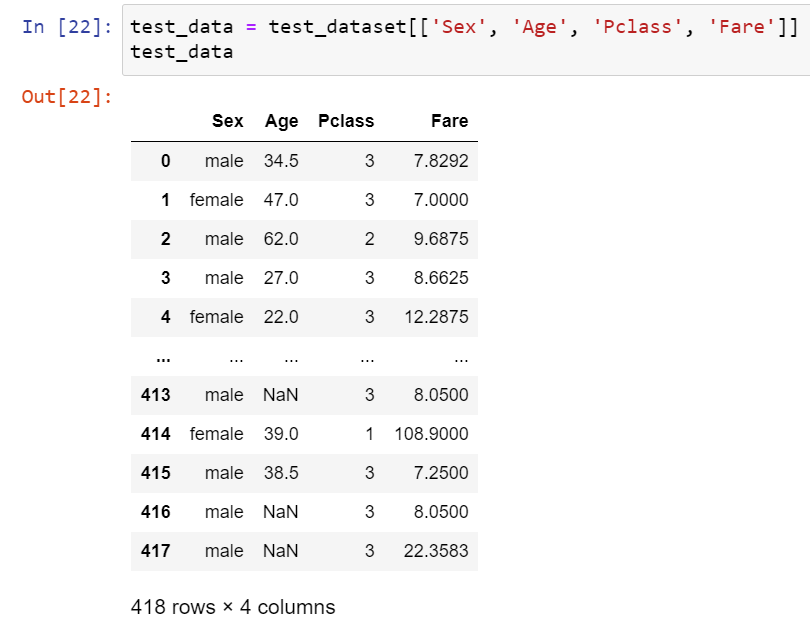 In [22]: test_data = test_dataset[['Sex', 'Age', 'Pclass', 'Fare']]
test_data
Out[22]:
Sex Age Pclass Fare
0 male 34.5 3 7.8292
1 female 47.0 3 7.0000
2 male 62.0 2 9.6875
3 male 27.0 3 8.6625
4 female 22.0 3 12.2875
... ... ... ... ...
413 male NaN 3 8.0500
414 female 39.0 1 108.9000
415 male 38.5 3 7.2500
416 male NaN 3 8.0500
417 male NaN 3 22.3583
418 rows × 4 columns